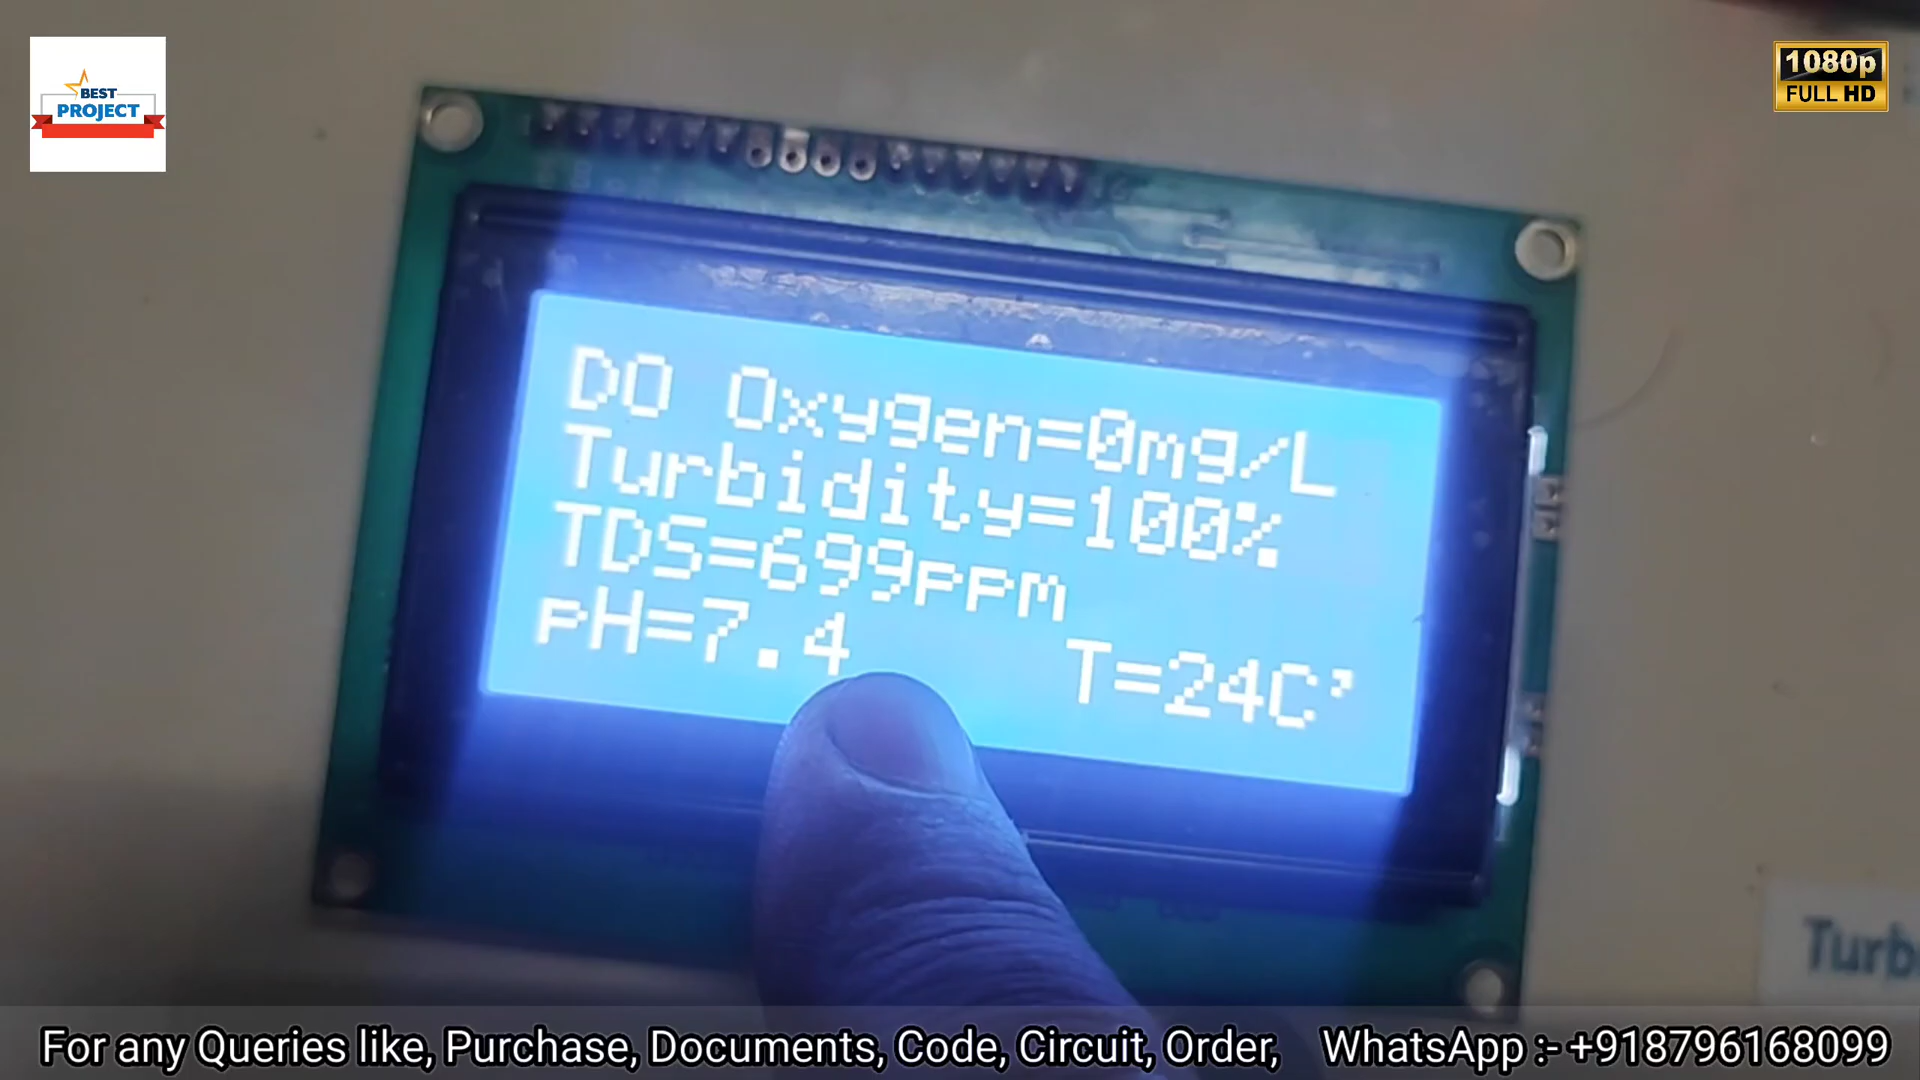 BEST
PROJECT
1080p
FULL HD
DO Oxygen=0mg/L
Turbidity=100%
TDS=699ppm
pH=7.4 T=24C'
Turb
For any Queries like, Purchase, Documents, Code, Circuit, Order, WhatsApp :- +918796168099